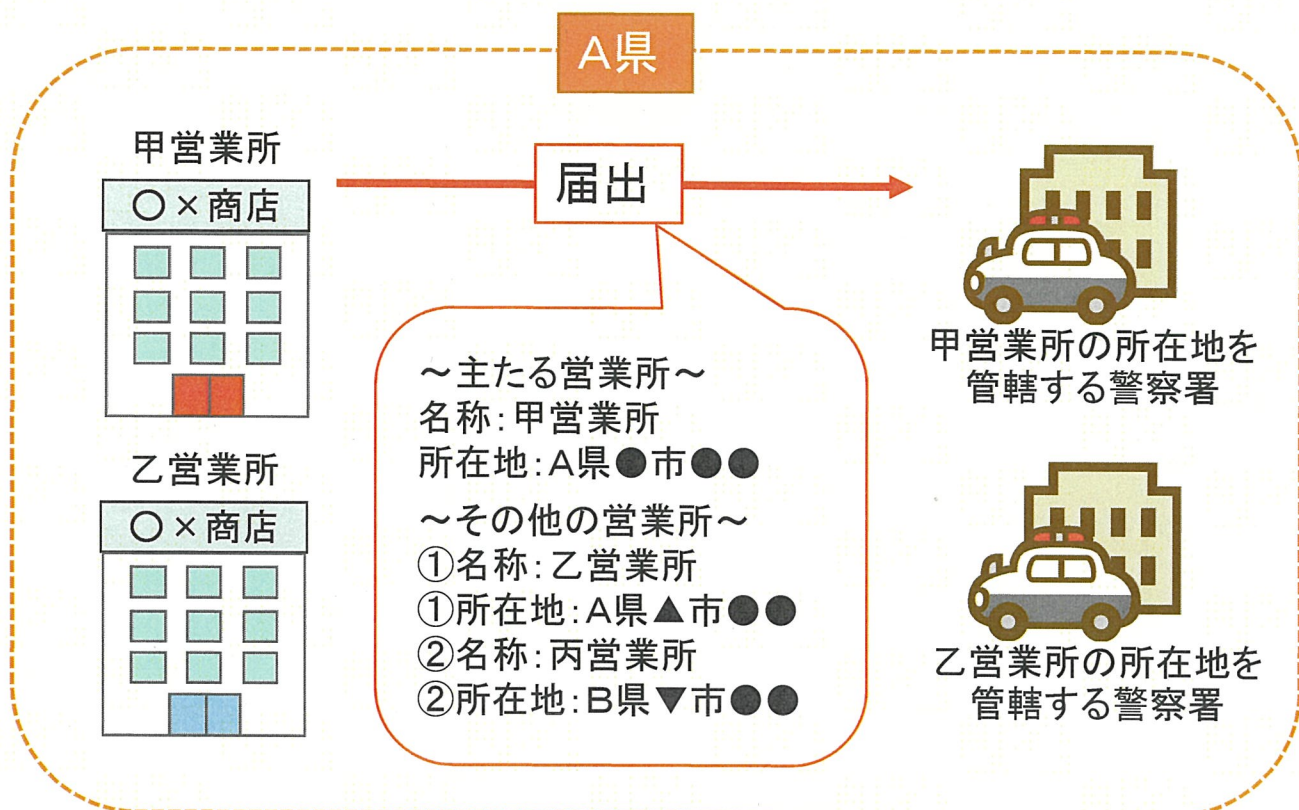 A県
甲営業所
〇×商店
届出
~主たる営業所~
名称:甲営業所
所在地:A県●市●●
~その他の営業所~
①名称:乙営業所
①所在地:A県▲市●●
②名称:丙営業所
②所在地:B県▼市●●
甲営業所の所在地を
管轄する警察署
乙営業所
〇×商店
乙営業所の所在地を
管轄する警察署